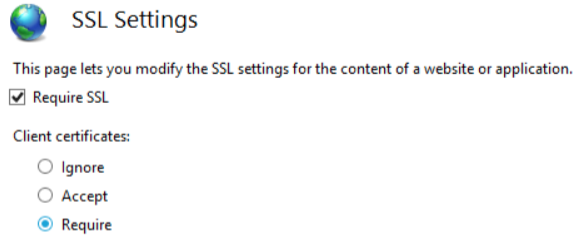 SSL Settings
This page lets you modify the SSL settings for the content of a website or application.
Require SSL
Client certificates:
Ignore
Accept
Require